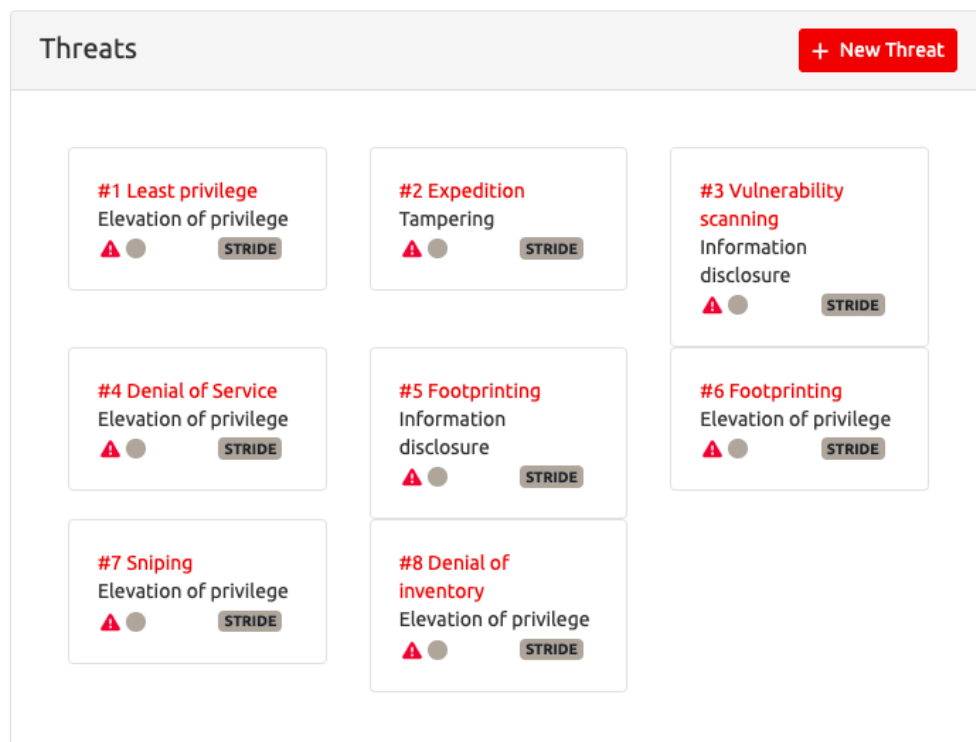 Threats
+ New Threat
#1 Least privilege
Elevation of privilege
STRIDE
#2 Expedition
Tampering
STRIDE
#3 Vulnerability
scanning
Information
disclosure
STRIDE
#4 Denial of Service
Elevation of privilege
STRIDE
#5 Footprinting
Information
disclosure
STRIDE
#6 Footprinting
Elevation of privilege
STRIDE
#7 Sniping
Elevation of privilege
STRIDE
#8 Denial of
inventory
Elevation of privilege
STRIDE